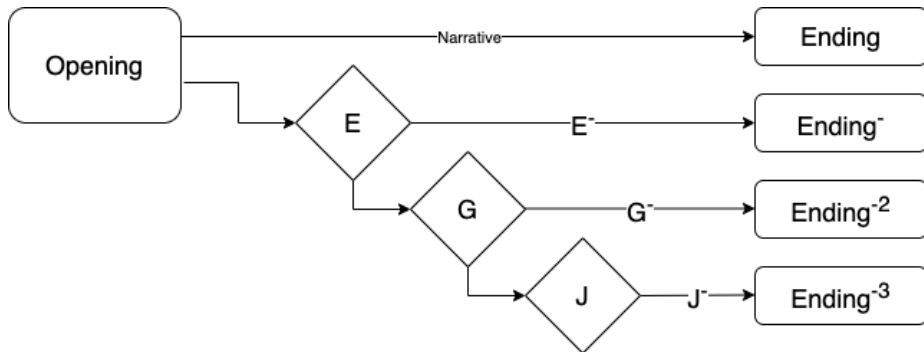 Narrative
Ending
Opening
E
E⁻
Ending⁻
G
G⁻
Ending⁻²
J
J⁻
Ending⁻³